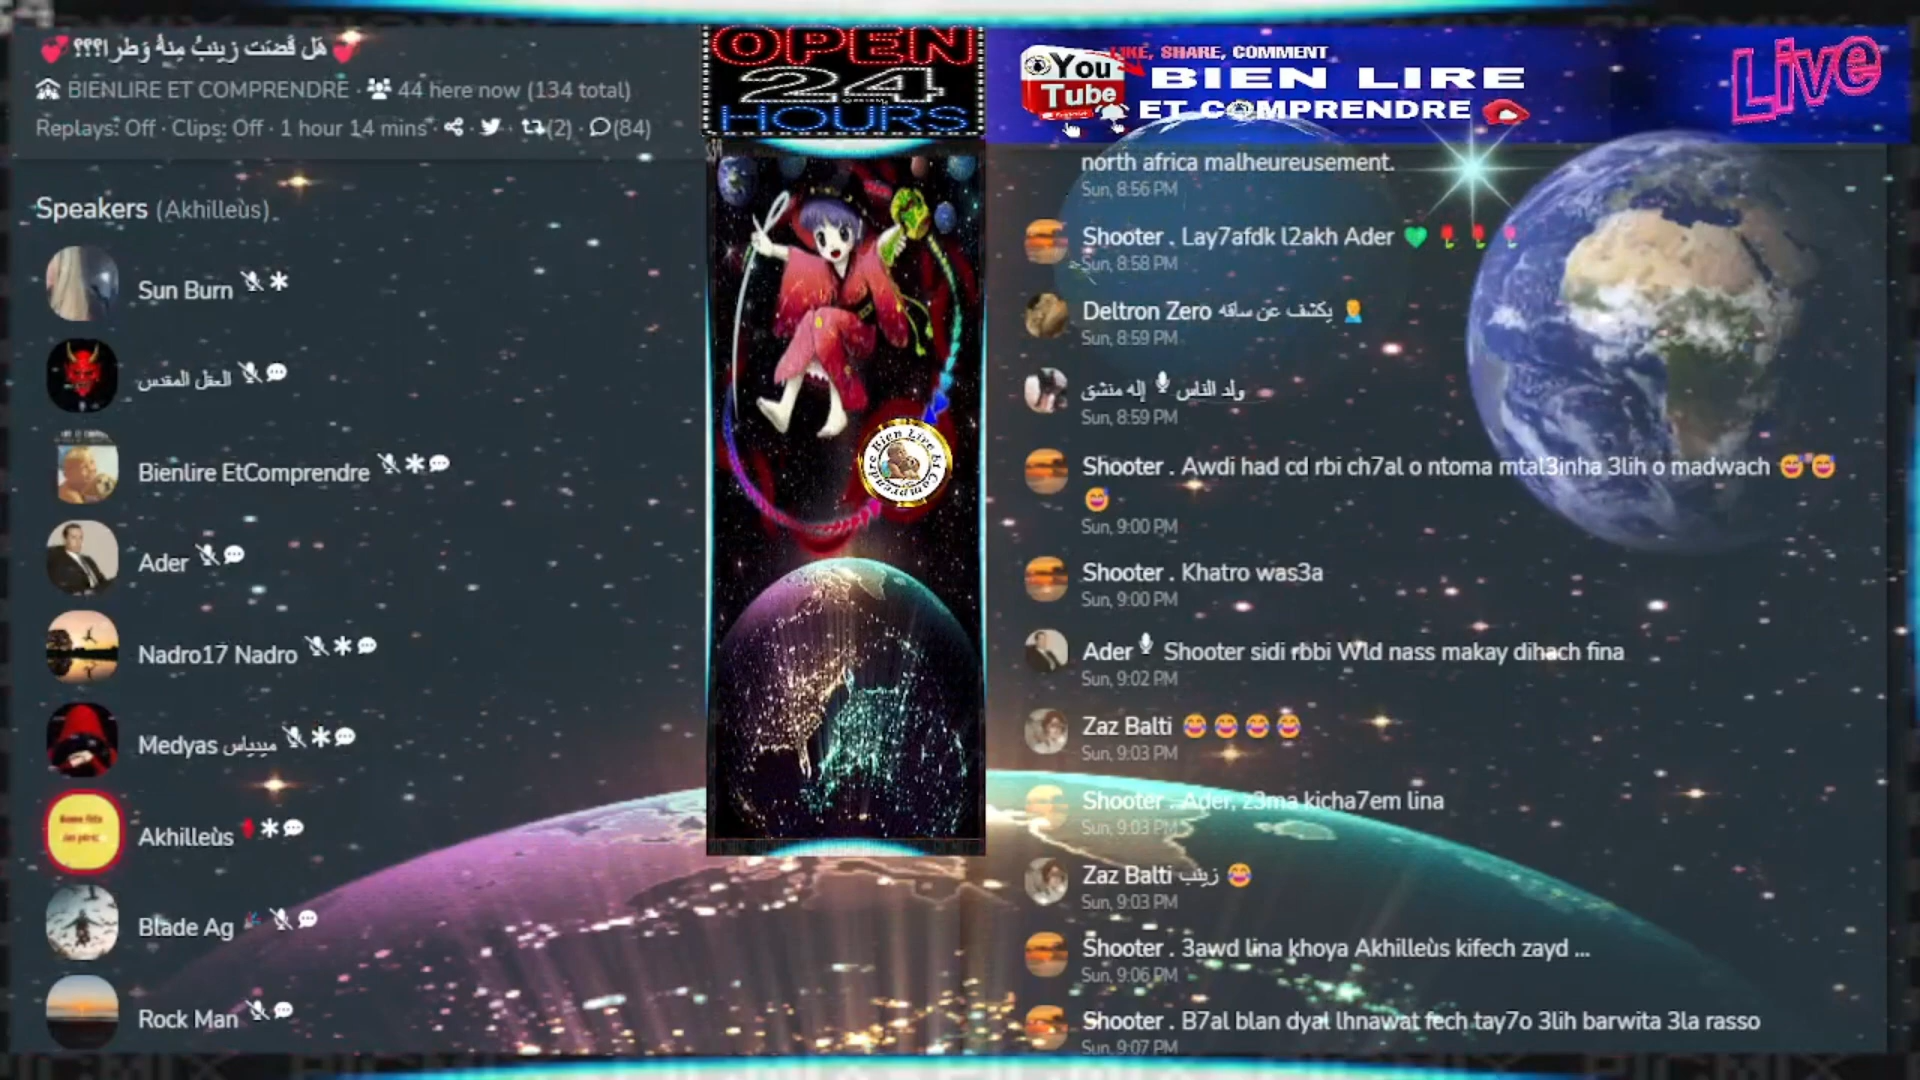 هَل قَضَت زَينَبُ مِنهُ وَطَرا؟؟؟؟
BIENLIRE ET COMPRENDRE · 44 here now (134 total)
Replays: Off · Clips: Off · 1 hour 14 mins · (2) · (84)
Speakers (Akhilleùs)
Sun Burn
العقل المقدس
Bienlire EtComprendre
Ader
Nadro17 Nadro
Medyas ميدياس
Akhilleùs
Blade Ag
Rock Man
OPEN
24
HOURS
Bien Lire Et Comprendre
LIKE, SHARE, COMMENT
You
Tube
BIEN LIRE
ET COMPRENDRE
Live
north africa malheureusement.
Sun, 8:56 PM
Shooter . Lay7afdk l2akh Ader 💚🌹🌹🌷
Sun, 8:58 PM
Deltron Zero يكشف عن ساقه
Sun, 8:59 PM
ولد الناس إله منشق
Sun, 8:59 PM
Shooter . Awdi had cd rbi ch7al o ntoma mtal3inha 3lih o madwach 😅😅
😅
Sun, 9:00 PM
Shooter . Khatro was3a
Sun, 9:00 PM
Ader Shooter sidi rbbi Wld nass makay dihach fina
Sun, 9:02 PM
Zaz Balti 😂😂😂😂
Sun, 9:03 PM
Shooter . Ader, z3ma kicha7em lina
Sun, 9:03 PM
Zaz Balti زينب 😂
Sun, 9:03 PM
Shooter . 3awd lina khoya Akhilleùs kifech zayd ...
Sun, 9:06 PM
Shooter . B7al blan dyal lhnawat fech tay7o 3lih barwita 3la rasso
Sun, 9:07 PM